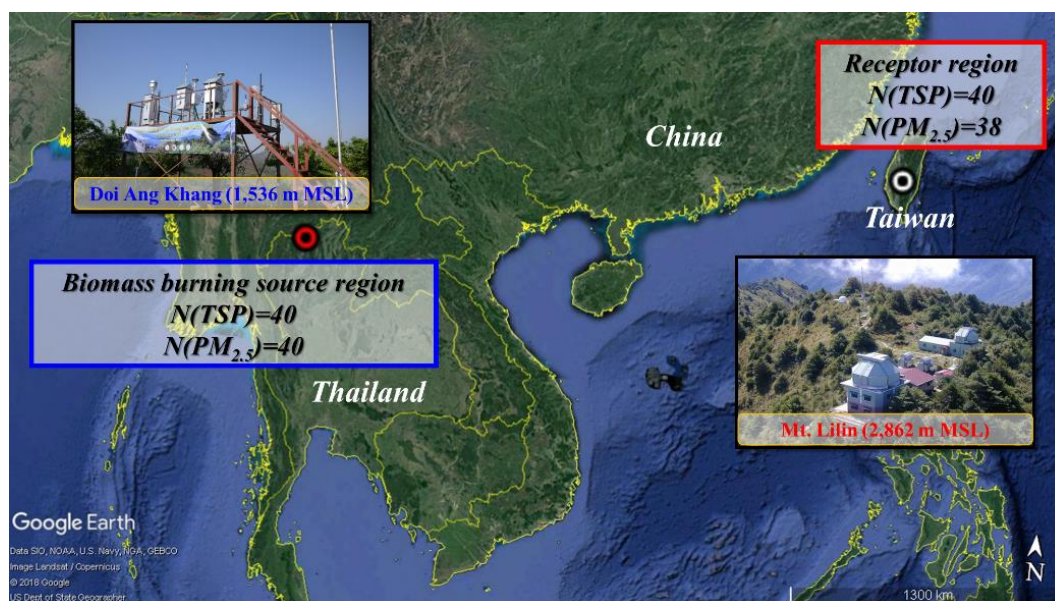 Doi Ang Khang (1,536 m MSL)
Biomass burning source region
N(TSP)=40
N(PM2.5)=40
Thailand
China
Receptor region
N(TSP)=40
N(PM2.5)=38
Taiwan
Mt. Lilin (2,862 m MSL)
Google Earth
Data SIO, NOAA, U.S. Navy, NGA, GEBCO
Image Landsat / Copernicus
© 2018 Google
US Dept of State Geographer
1300 km
N